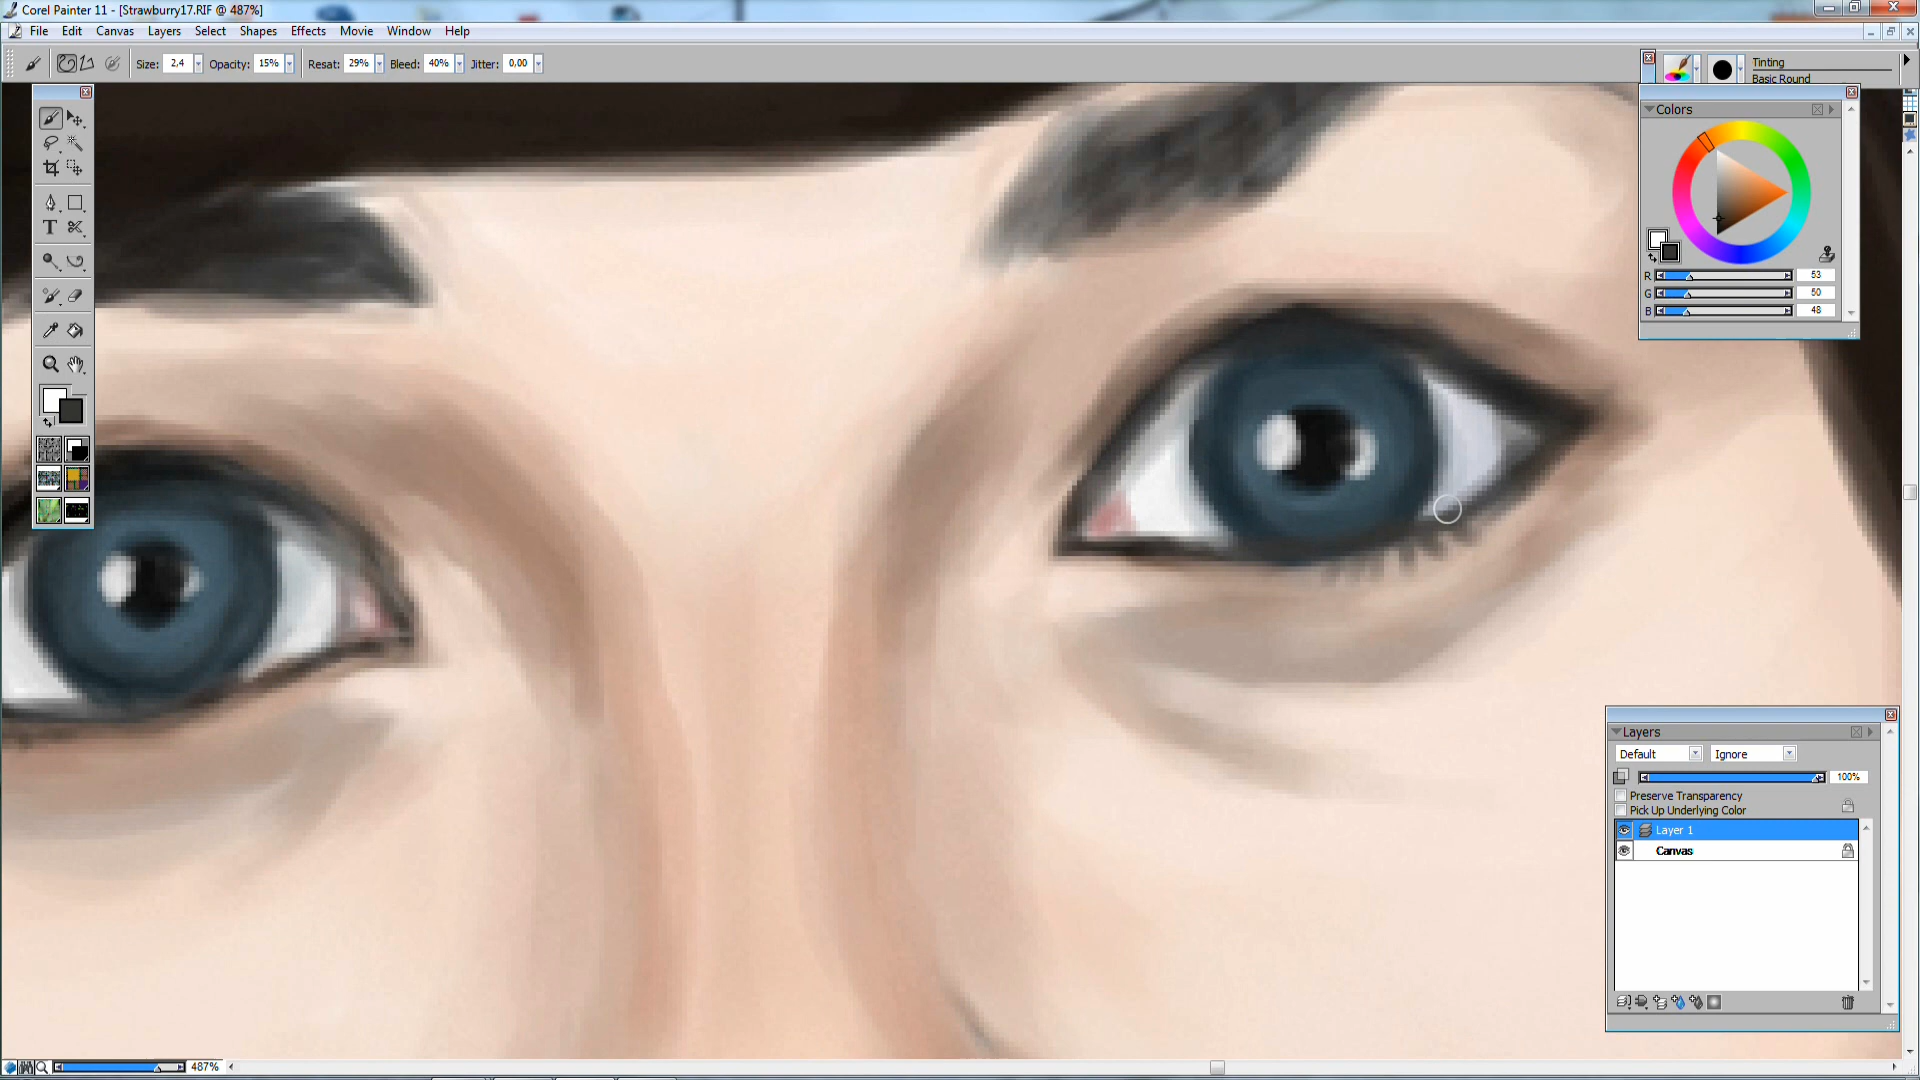 Corel Painter 11 - [Strawburry17.RIF @ 487%]
File Edit Canvas Layers Select Shapes Effects Movie Window Help
Size: 2,4 Opacity: 15% Resat: 29% Bleed: 40% Jitter: 0,00
Tinting
Basic Round
Colors
R 53
G 50
B 48
T
Layers
Default Ignore
100%
Preserve Transparency
Pick Up Underlying Color
Layer 1
Canvas
487%